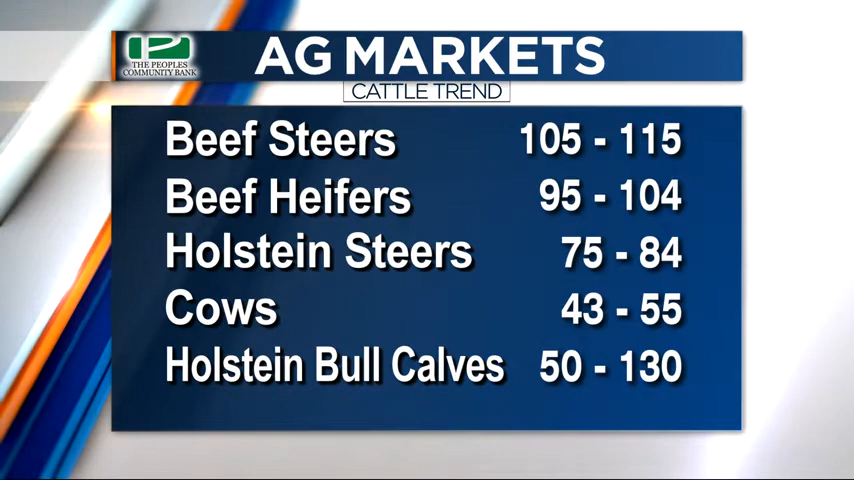 THE PEOPLES
COMMUNITY BANK
AG MARKETS
CATTLE TREND
Beef Steers 105 - 115
Beef Heifers 95 - 104
Holstein Steers 75 - 84
Cows 43 - 55
Holstein Bull Calves 50 - 130